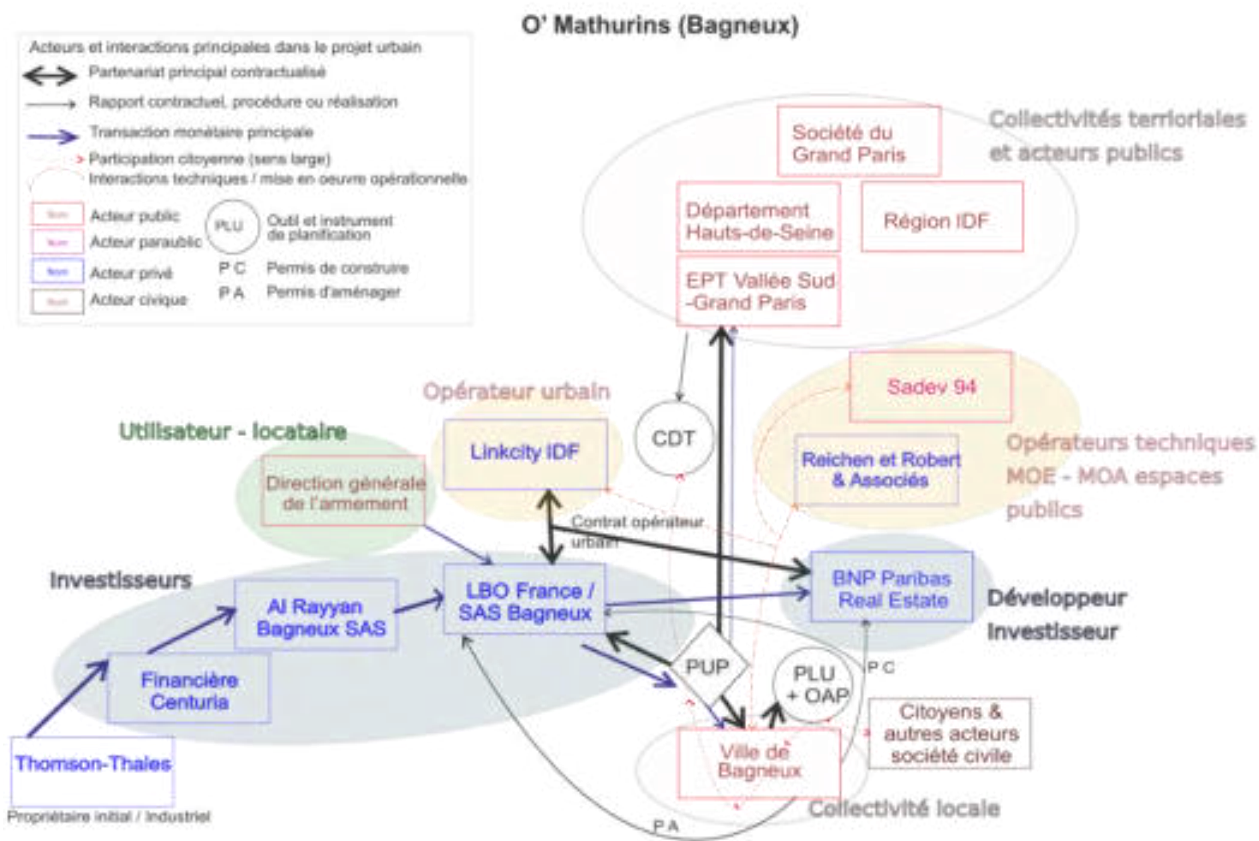 O' Mathurins (Bagneux)
Acteurs et interactions principales dans le projet urbain
Partenariat principal contractualisé
Rapport contractuel, procédure ou réalisation
Transaction monétaire principale
Participation citoyenne (sens large)
Interactions techniques / mise en oeuvre opérationnelle
Nom
Acteur public
Nom
Acteur paraublic
Nom
Acteur privé
Nom
Acteur civique
PLU
Outil et instrument
de planification
P C
Permis de construire
P A
Permis d'aménager
Collectivités terrioriales
et acteurs publics
Société du
Grand Paris
Département
Hauts-de-Seine
Région IDF
EPT Vallée Sud
-Grand Paris
Opérateur urbain
Linkcity IDF
CDT
Sadev 94
Reichen et Robert
& Associés
Opérateurs techniques
MOE - MOA espaces
publics
Utilisateur - locataire
Direction générale
de l'armement
Contrat opérateur
urbain
Investisseurs
Al Rayyan
Bagneux SAS
LBO France /
SAS Bagneux
BNP Paribas
Real Estate
Développeur
Investisseur
Financière
Centuria
PUP
PLU
+ OAP
P C
Thomson-Thales
Propriétaire initial / Industriel
Ville de
Bagneux
Citoyens &
autres acteurs
société civile
Collectivité locale
P A